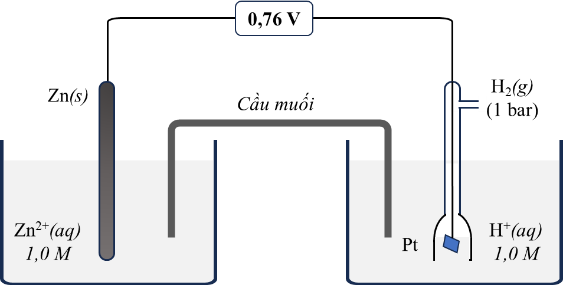 0,76 V
Zn(s)
Cầu muối
H₂(g)
(1 bar)
Zn²⁺(aq)
1,0 M
Pt
H⁺(aq)
1,0 M